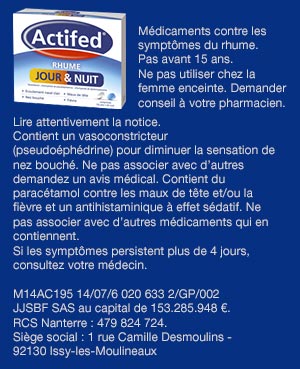 Actifed®
RHUME
JOUR & NUIT
Médicaments contre les
symptômes du rhume.
Pas avant 15 ans.
Ne pas utiliser chez la
femme enceinte. Demander
conseil à votre pharmacien.
Lire attentivement la notice.
Contient un vasoconstricteur
(pseudoéphédrine) pour diminuer la sensation de
nez bouché. Ne pas associer avec d'autres
demandez un avis médical. Contient du
paracétamol contre les maux de tête et/ou la
fièvre et un antihistaminique à effet sédatif. Ne
pas associer avec d'autres médicaments qui en
contiennent.
Si les symptômes persistent plus de 4 jours,
consultez votre médecin.
M14AC195 14/07/6 020 633 2/GP/002
JJSBF SAS au capital de 153.285.948 €.
RCS Nanterre : 479 824 724.
Siège social : 1 rue Camille Desmoulins -
92130 Issy-les-Moulineaux